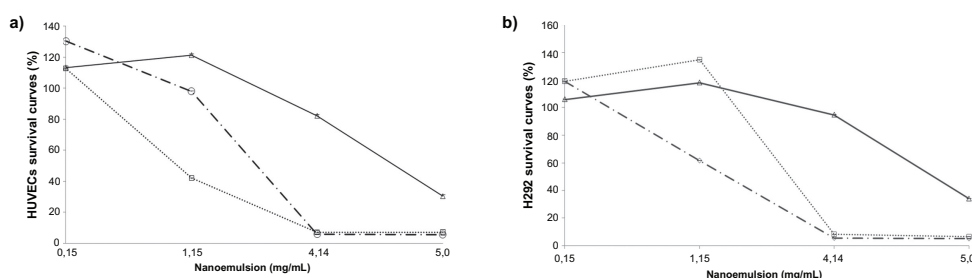 a)
HUVECs survival curves (%)
140
120
100
80
60
40
20
0
0,15 1,15 4,14 5,0
Nanoemulsion (mg/mL)
b)
H292 survival curves (%)
160
140
120
100
80
60
40
20
0
0,15 1,15 4,14 5,0
Nanoemulsion (mg/mL)